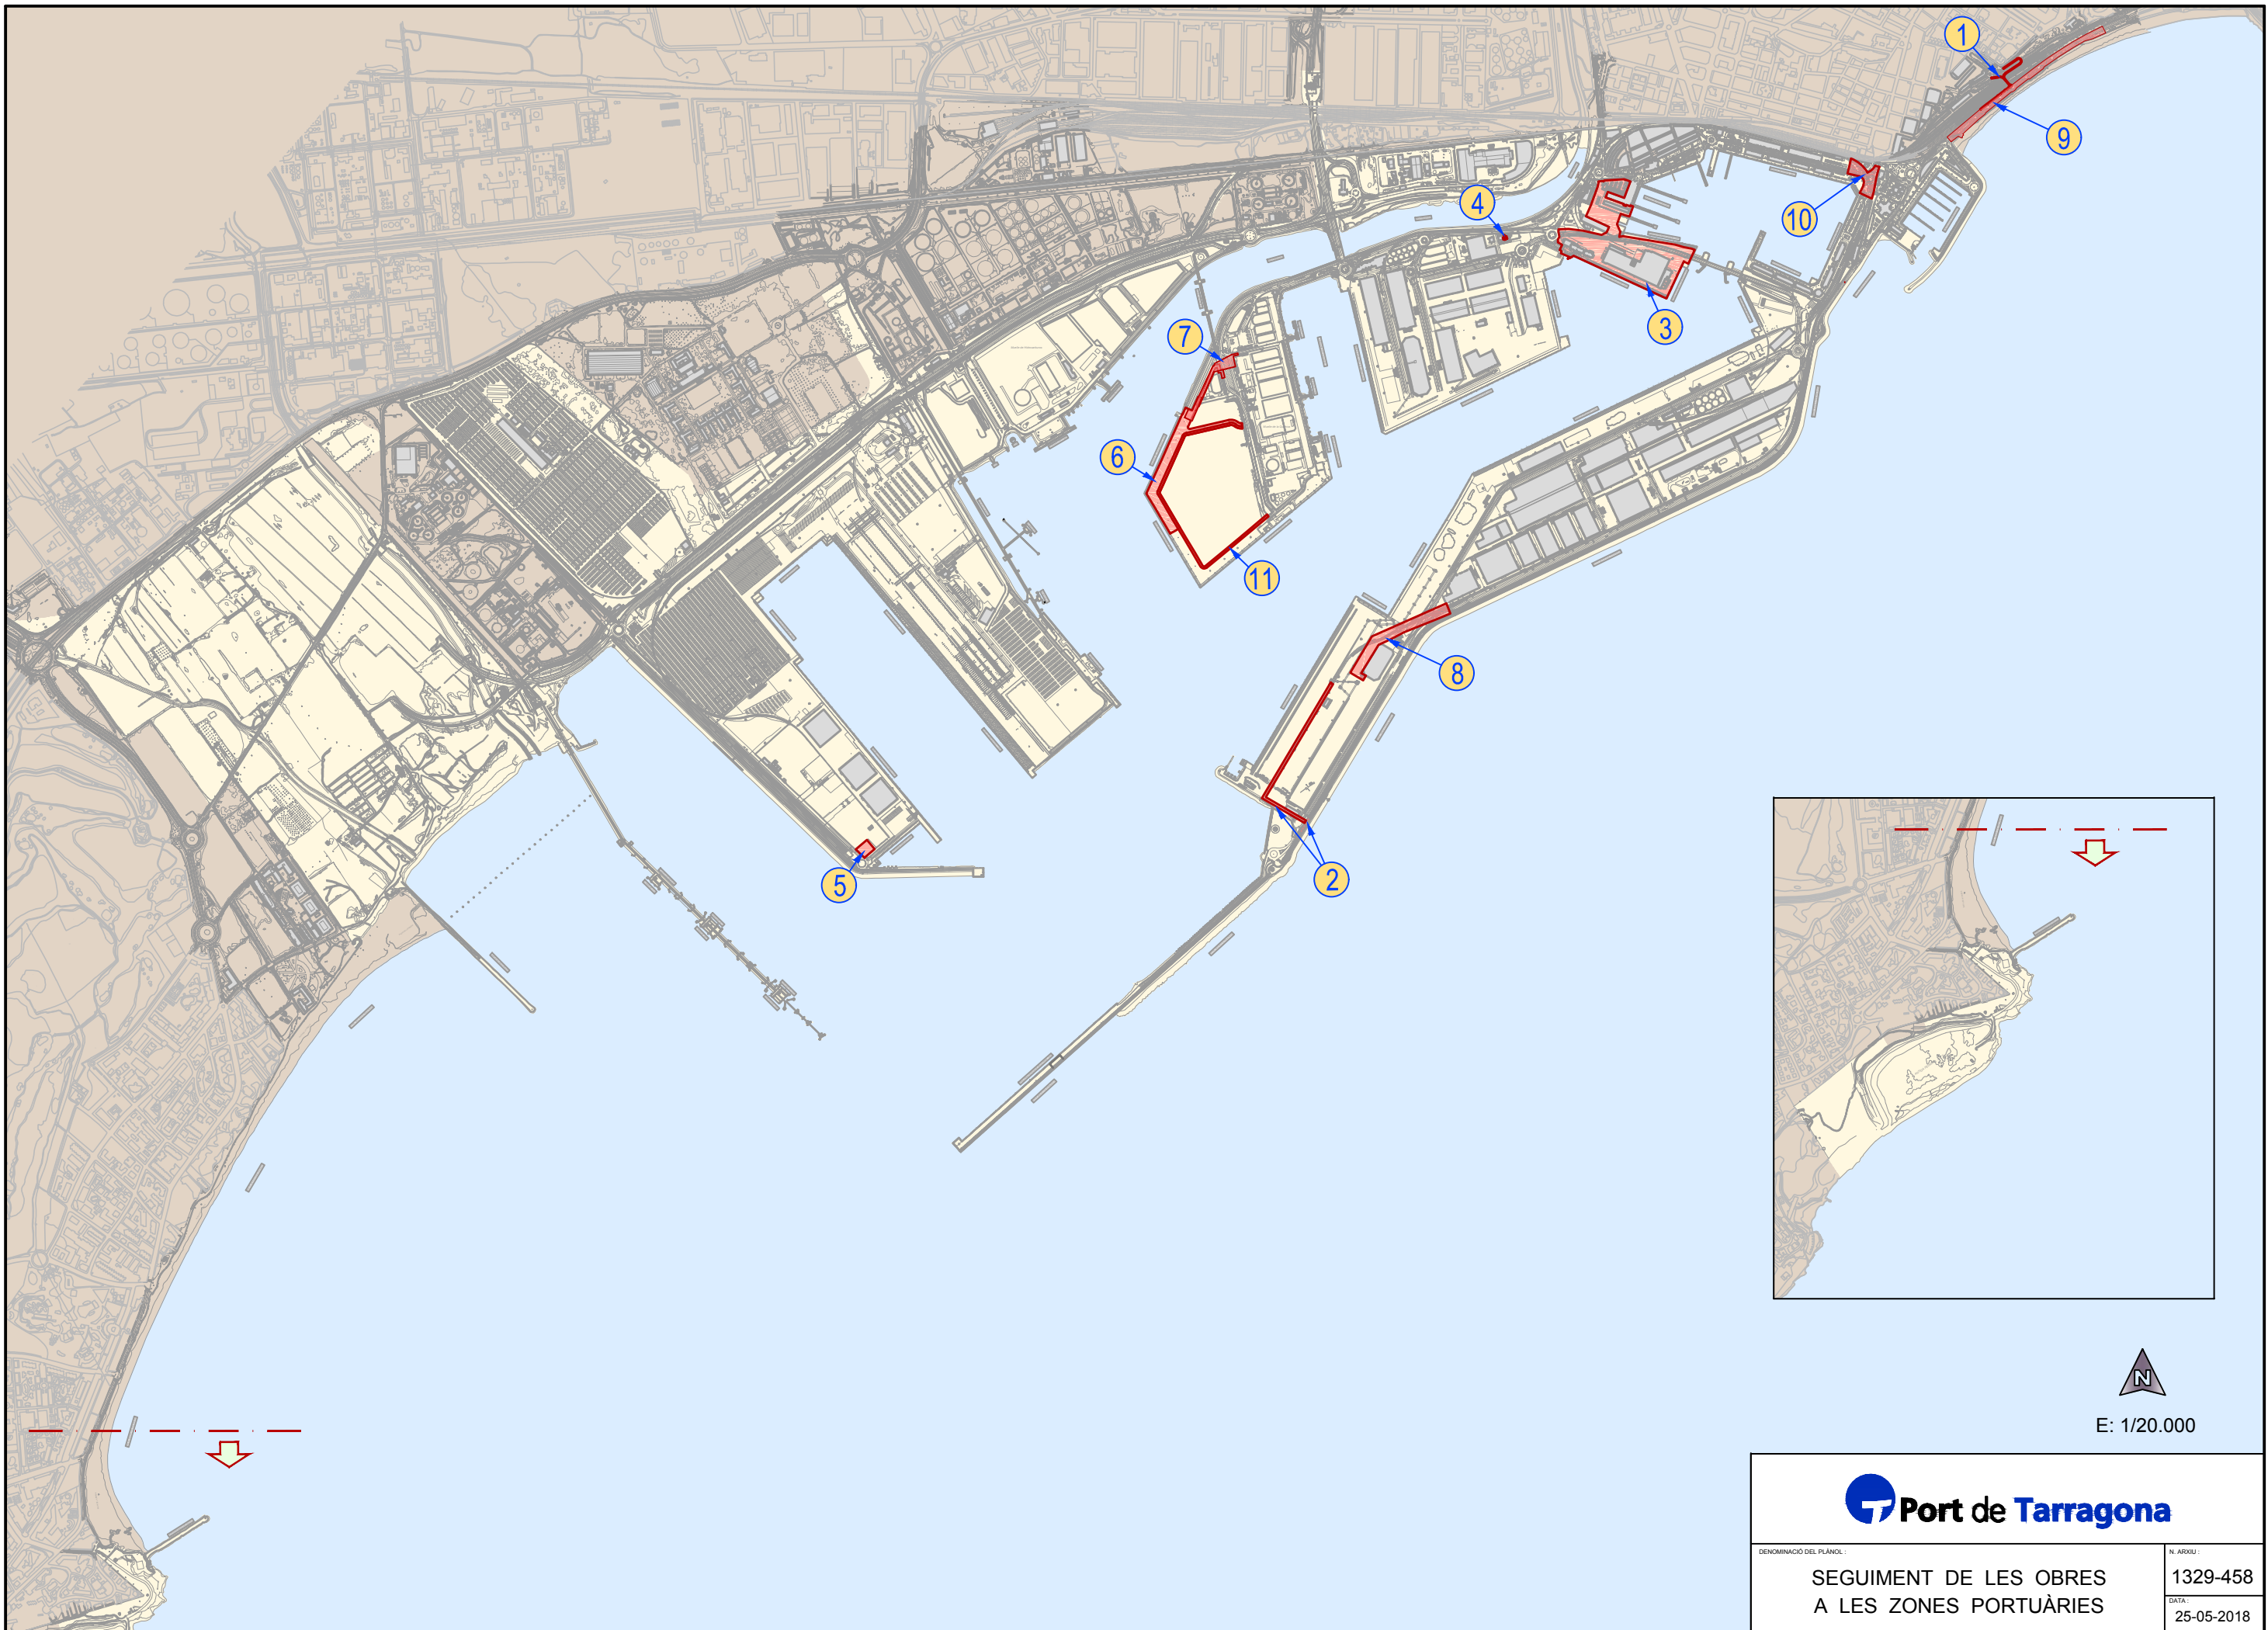 1
9
10
4
3
7
6
11
8
5
2
N
E: 1/20.000
Port de Tarragona
DENOMINACIÓ DEL PLÀNOL :
SEGUIMENT DE LES OBRES
A LES ZONES PORTUÀRIES
N. ARXIU :
1329-458
DATA :
25-05-2018